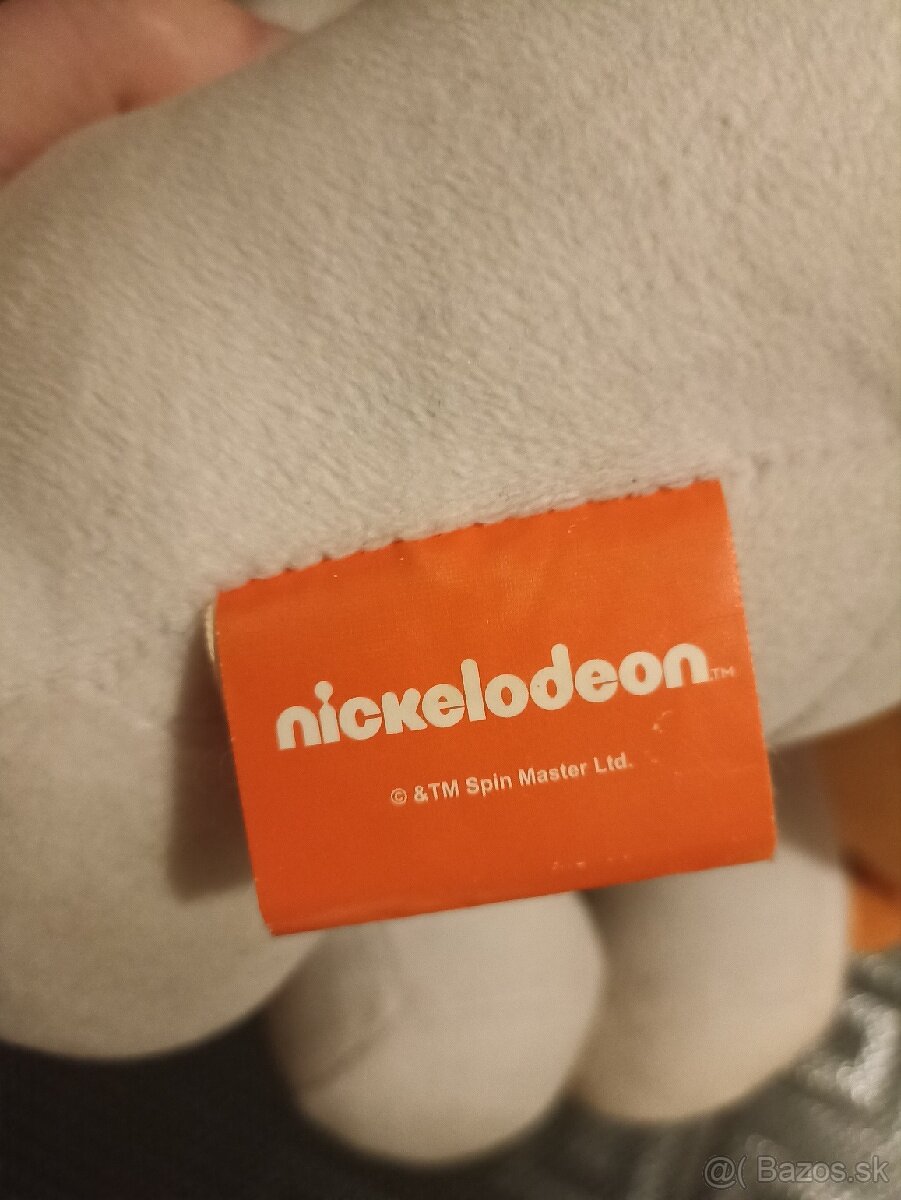 nickelodeon™
© &TM Spin Master Ltd.
@( Bazos.sk